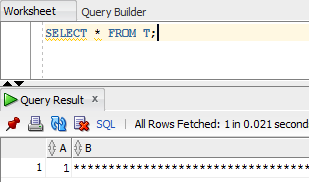 Worksheet Query Builder
SELECT * FROM T;
Query Result x
SQL | All Rows Fetched: 1 in 0.021 second
A B
1 1 ****************************************